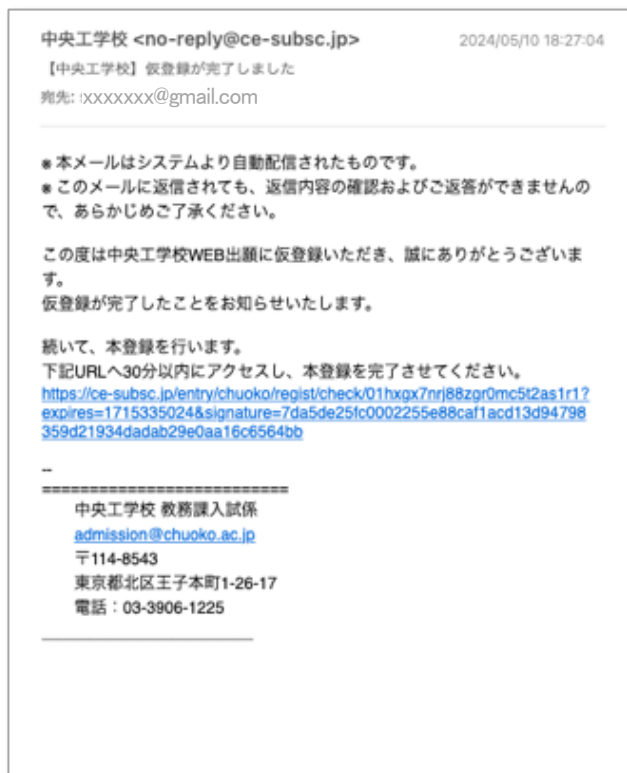 中央工学校 <no-reply@ce-subsc.jp>
2024/05/10 18:27:04
【中央工学校】仮登録が完了しました
宛先: xxxxxxx@gmail.com
※ 本メールはシステムより自動配信されたものです。
※ このメールに返信されても、返信内容の確認およびご返答ができませんの
で、あらかじめご了承ください。
この度は中央工学校WEB出願に仮登録いただき、誠にありがとうございま
す。
仮登録が完了したことをお知らせいたします。
続いて、本登録を行います。
下記URLへ30分以内にアクセスし、本登録を完了させてください。
https://ce-subsc.jp/entry/chuoko/regist/check/01hxgx7nrj88zgr0mc5t2as1r1?
expires=1715335024&signature=7da5de25fc0002255e88caf1acd13d94798
359d21934dadab29e0aa16c6564bb
--
==========================
中央工学校 教務課入試係
admission@chuoko.ac.jp
〒114-8543
東京都北区王子本町1-26-17
電話：03-3906-1225